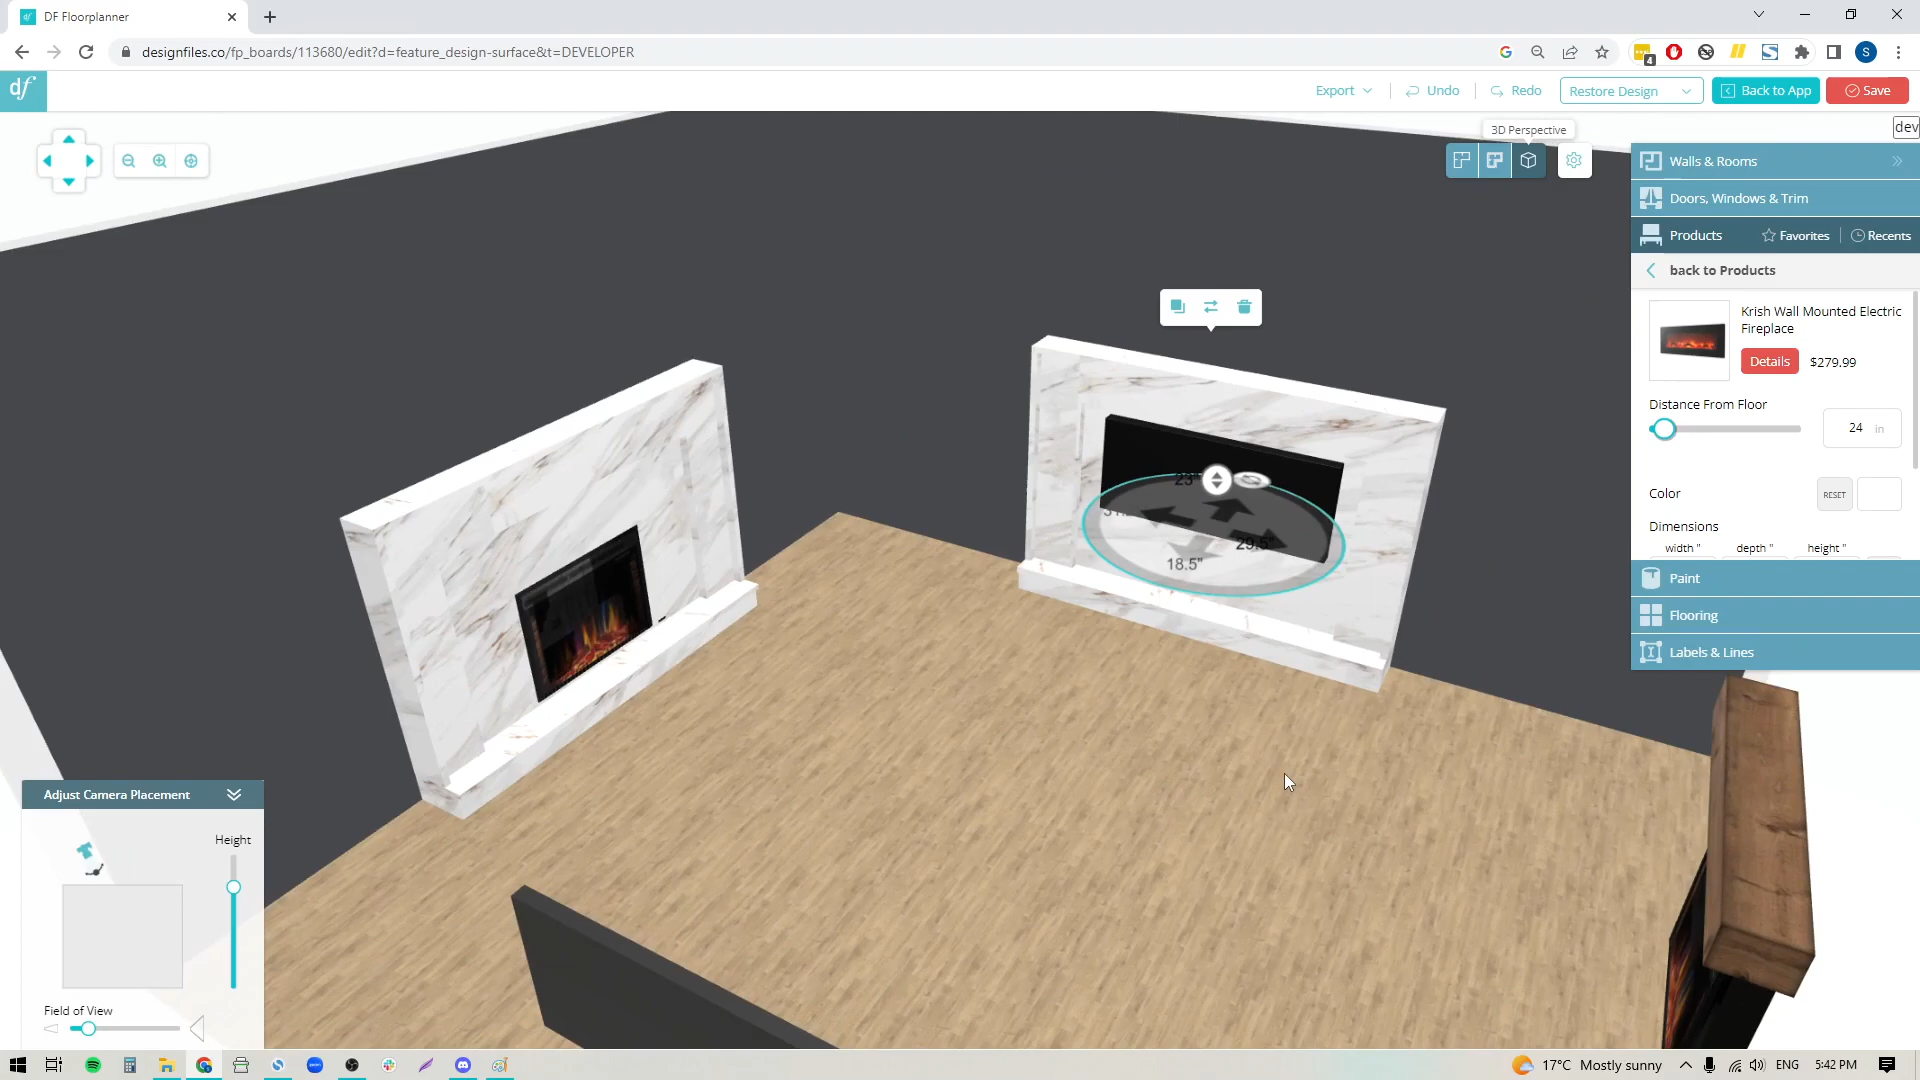 DF Floorplanner
designfiles.co/fp_boards/113680/edit?d=feature_design-surface&t=DEVELOPER
4
S
df
Export
Undo
Redo
Restore Design
Back to App
Save
3D Perspective
dev
Walls & Rooms
Doors, Windows & Trim
Products
Favorites
Recents
back to Products
Krish Wall Mounted Electric
Fireplace
Details
$279.99
Distance From Floor
24 in
Color
RESET
Dimensions
width "
depth "
height "
Paint
Flooring
Labels & Lines
23"
29.5"
18.5"
Adjust Camera Placement
Height
Field of View
17°C Mostly sunny
ENG
5:42 PM